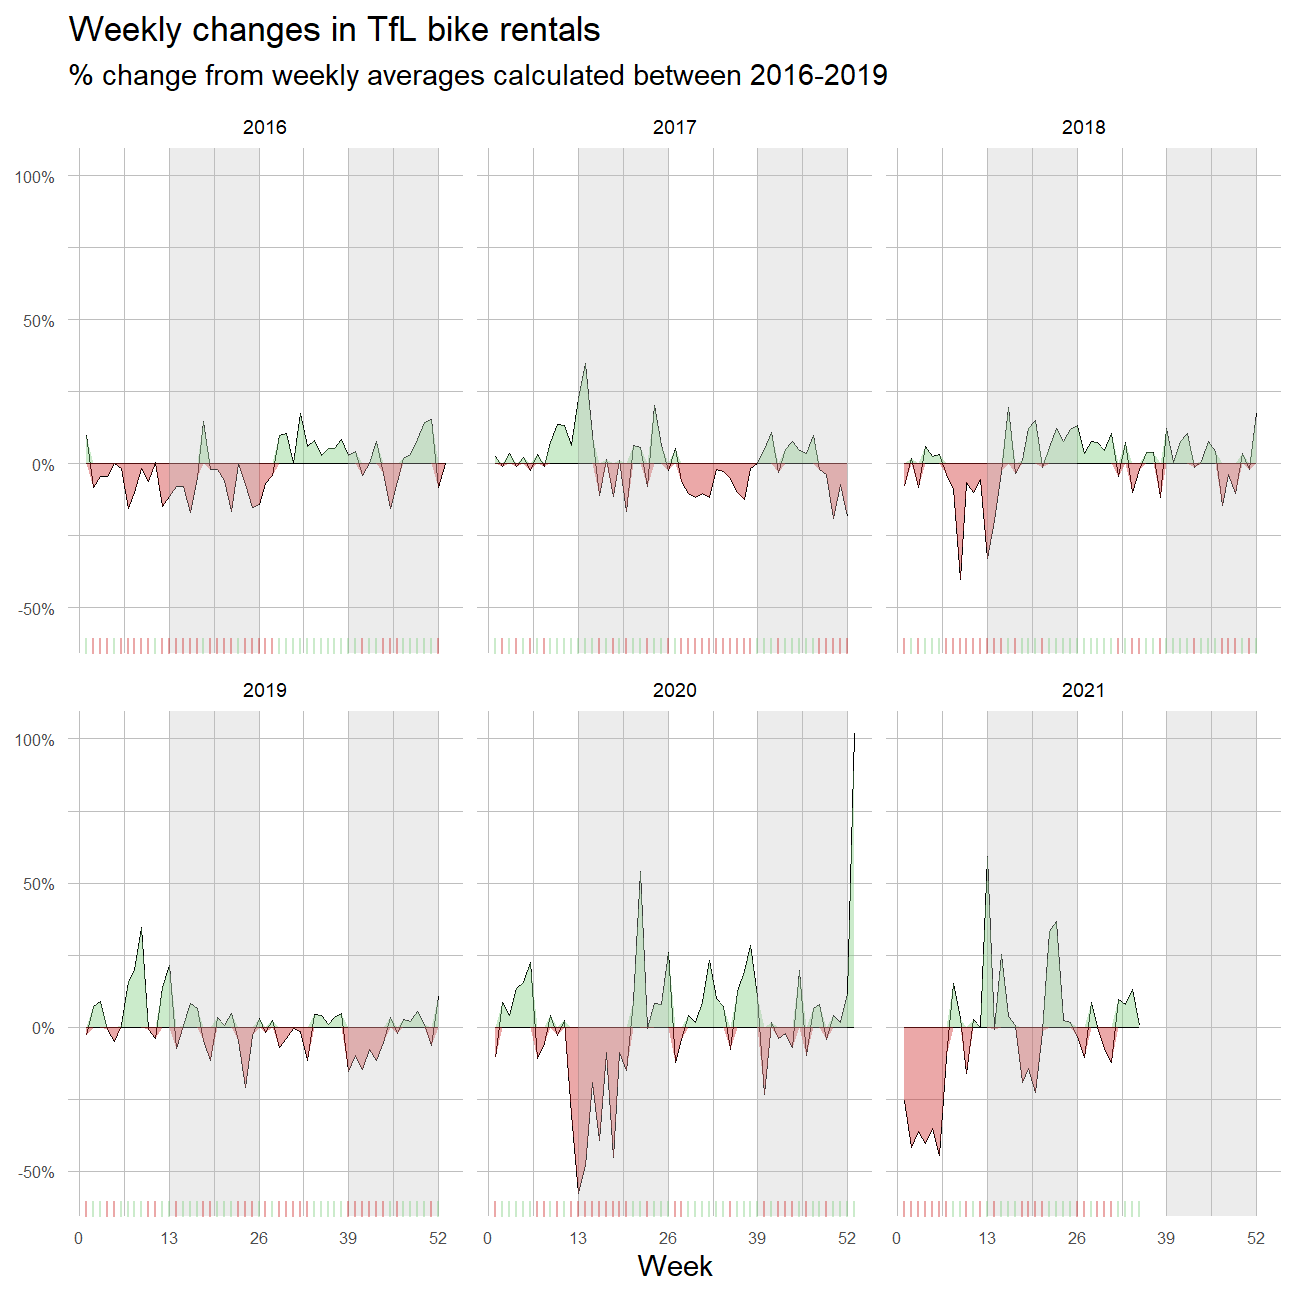 Weekly changes in TfL bike rentals
% change from weekly averages calculated between 2016-2019
2016 2017 2018
100%
50%
0%
-50%
2019 2020 2021
100%
50%
0%
-50%
0 13 26 39 52 0 13 26 39 52 0 13 26 39 52
Week